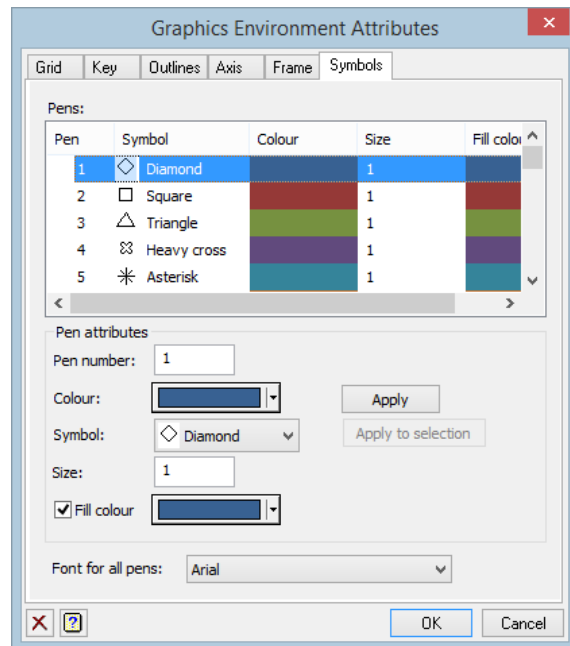 Graphics Environment Attributes
Grid Key Outlines Axis Frame Symbols
Pens:
Pen Symbol Colour Size Fill colou
1 Diamond 1
2 Square 1
3 Triangle 1
4 Heavy cross 1
5 Asterisk 1
Pen attributes
Pen number: 1
Colour: Apply
Symbol: Diamond Apply to selection
Size: 1
Fill colour
Font for all pens: Arial
OK Cancel